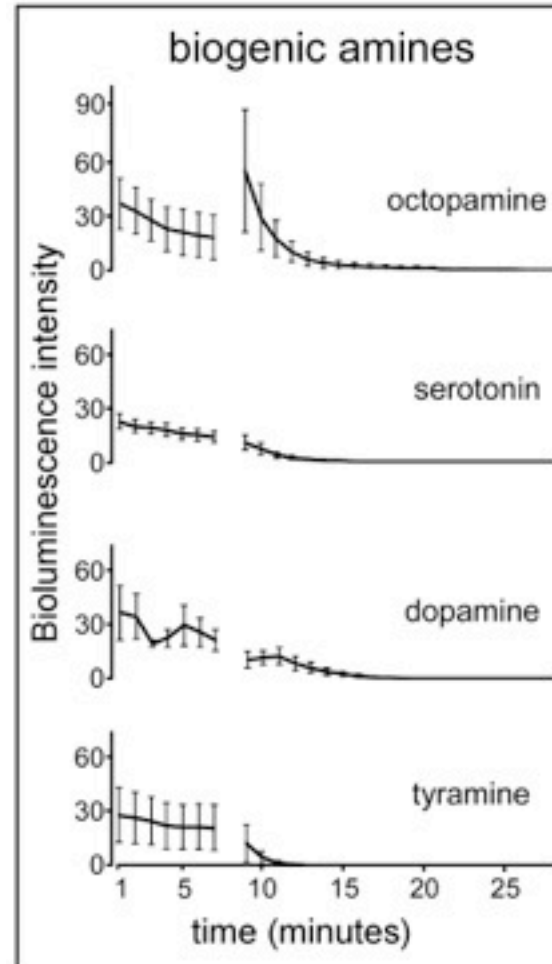 biogenic amines
Bioluminescence intensity
90
60
30
0
octopamine
60
30
0
serotonin
60
30
0
dopamine
60
30
0
tyramine
1 5 10 15 20 25
time (minutes)